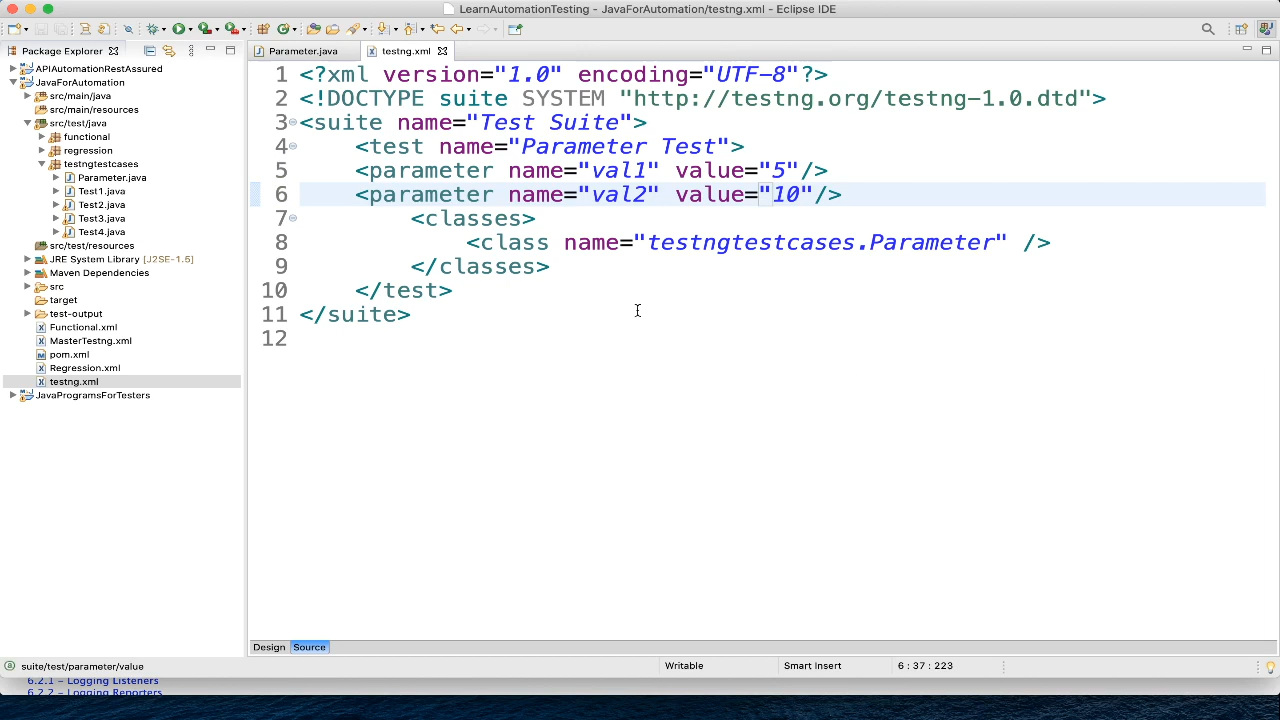 LearnAutomationTesting - JavaForAutomation/testng.xml - Eclipse IDE
Package Explorer
APIAutomationRestAssured
JavaForAutomation
src/main/java
src/main/resources
src/test/java
functional
regression
testngtestcases
Parameter.java
Test1.java
Test2.java
Test3.java
Test4.java
src/test/resources
JRE System Library [J2SE-1.5]
Maven Dependencies
src
target
test-output
Functional.xml
MasterTestng.xml
pom.xml
Regression.xml
testng.xml
JavaProgramsForTesters
Parameter.java
testng.xml
1 <?xml version="1.0" encoding="UTF-8"?>
2 <!DOCTYPE suite SYSTEM "http://testng.org/testng-1.0.dtd">
3 <suite name="Test Suite">
4 <test name="Parameter Test">
5 <parameter name="val1" value="5"/>
6 <parameter name="val2" value="10"/>
7 <classes>
8 <class name="testngtestcases.Parameter" />
9 </classes>
10 </test>
11 </suite>
12
Design Source
suite/test/parameter/value
Writable
Smart Insert
6 : 37 : 223
6.2.1 - Logging Listeners
6.2.2 - Logging Reporters